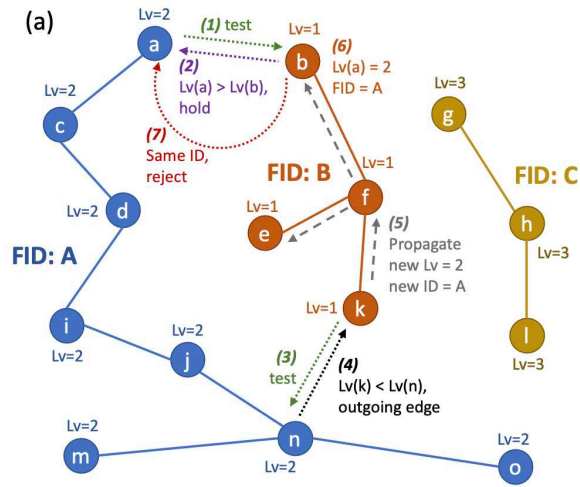 (a)
Lv=2
a
(1) test
Lv=1
b
(2)
Lv(a) > Lv(b),
hold
(6)
Lv(a) = 2
FID = A
Lv=2
c
(7)
Same ID,
reject
Lv=3
g
FID: B
Lv=1
f
FID: C
Lv=2
d
Lv=1
e
(5)
Propagate
new Lv = 2
new ID = A
h
Lv=3
FID: A
i
Lv=2
Lv=1
k
l
Lv=3
Lv=2
j
(3)
test
(4)
Lv(k) < Lv(n),
outgoing edge
Lv=2
m
n
Lv=2
Lv=2
o